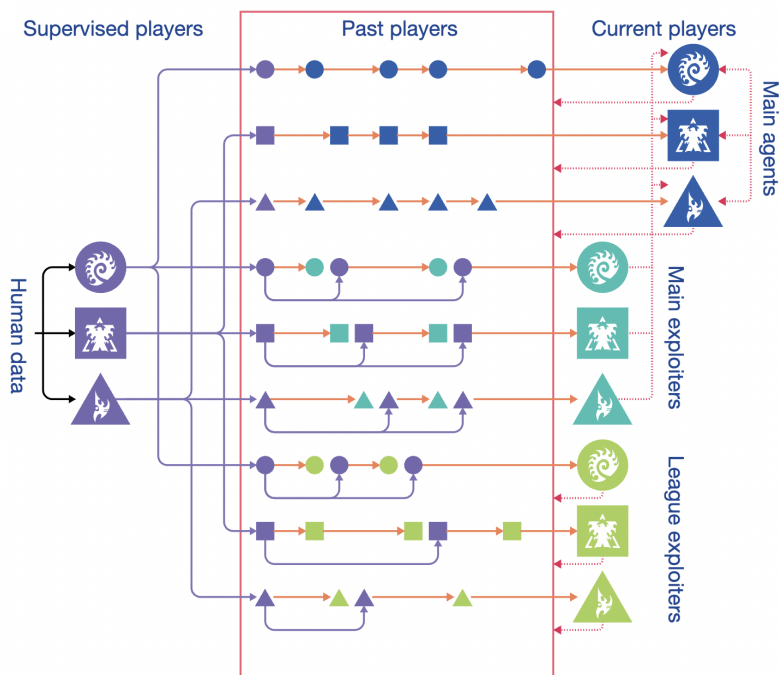 Supervised players
Past players
Current players
Main agents
Human data
Main exploiters
League exploiters